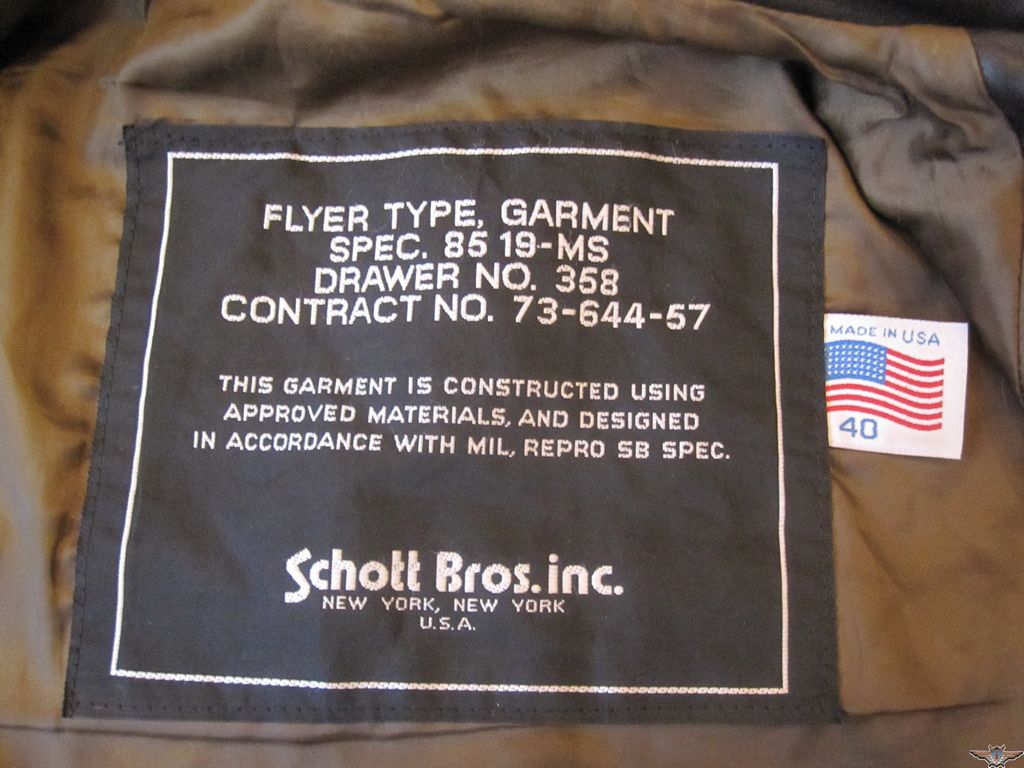 FLYER TYPE, GARMENT
SPEC. 85 19-MS
DRAWER NO. 358
CONTRACT NO. 73-644-57
THIS GARMENT IS CONSTRUCTED USING
APPROVED MATERIALS, AND DESIGNED
IN ACCORDANCE WITH MIL, REPRO SB SPEC.
Schott Bros. inc.
NEW YORK, NEW YORK
U.S.A.
MADE IN USA
40